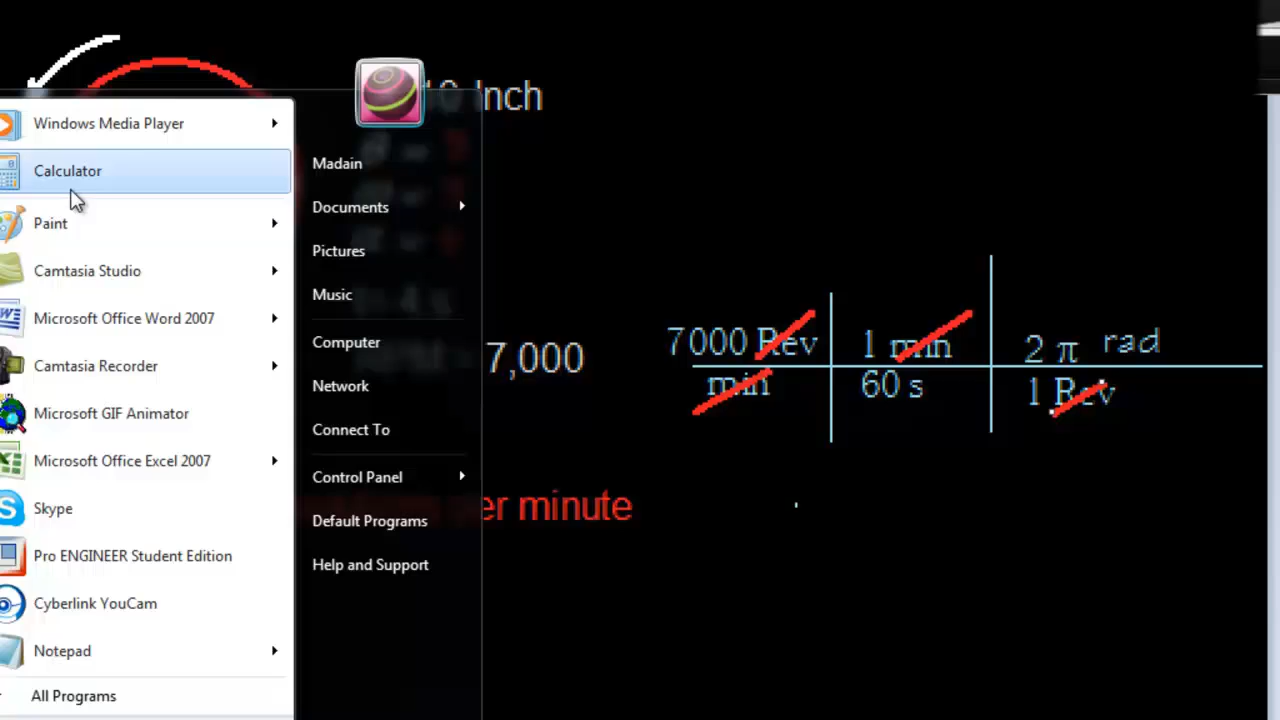 10 Inch
Windows Media Player
Calculator
Paint
Camtasia Studio
Microsoft Office Word 2007
Camtasia Recorder
Microsoft GIF Animator
Microsoft Office Excel 2007
Skype
Pro ENGINEER Student Edition
Cyberlink YouCam
Notepad
All Programs
Madain
Documents
Pictures
Music
Computer
Network
Connect To
Control Panel
Default Programs
Help and Support
7,000
per minute
7000 Rev 1 min 2 π rad
min 60 s 1 Rev